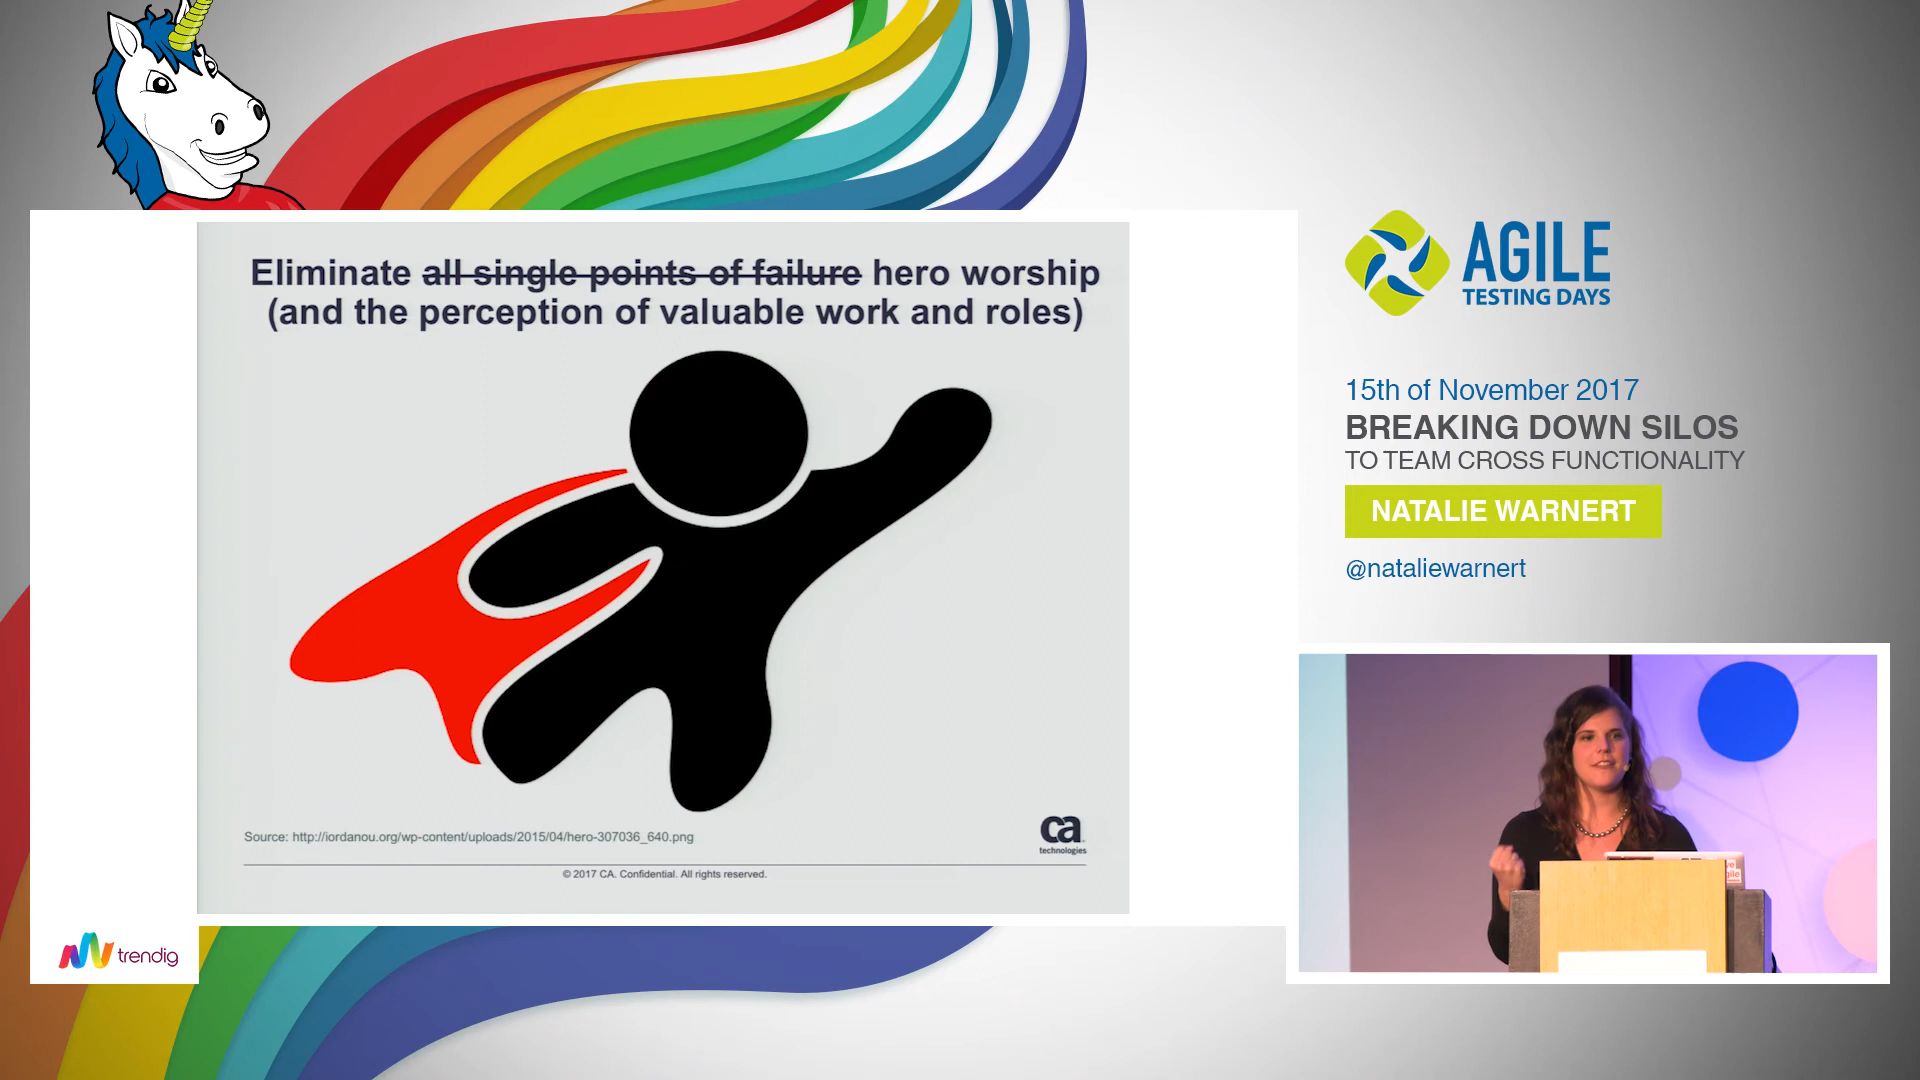 Eliminate all single points of failure hero worship
(and the perception of valuable work and roles)
Source: http://iordanou.org/wp-content/uploads/2015/04/hero-307036_640.png
ca
technologies
© 2017 CA. Confidential. All rights reserved.
trendig
AGILE
TESTING DAYS
15th of November 2017
BREAKING DOWN SILOS
TO TEAM CROSS FUNCTIONALITY
NATALIE WARNERT
@nataliewarnert